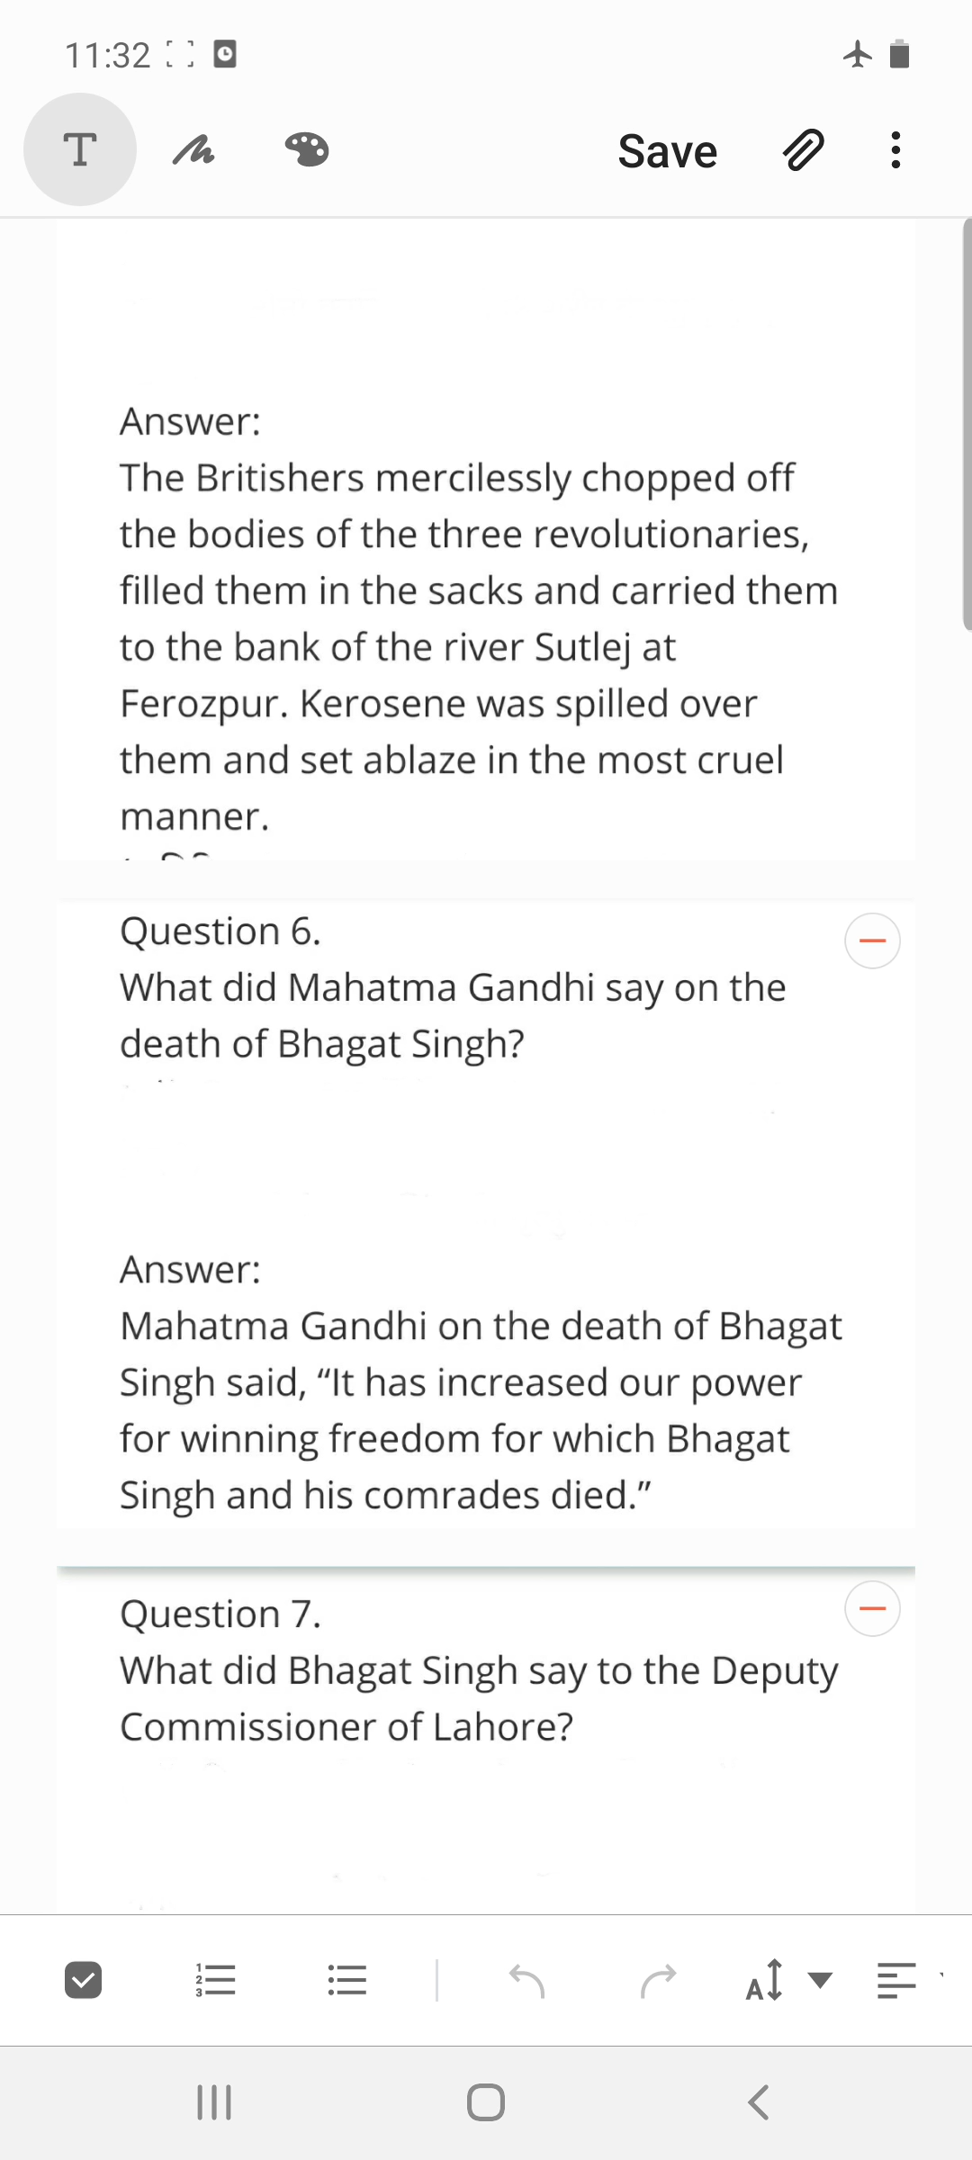 11:32
T
Save
Answer:
The Britishers mercilessly chopped off
the bodies of the three revolutionaries,
filled them in the sacks and carried them
to the bank of the river Sutlej at
Ferozpur. Kerosene was spilled over
them and set ablaze in the most cruel
manner.
Question 6.
What did Mahatma Gandhi say on the
death of Bhagat Singh?
Answer:
Mahatma Gandhi on the death of Bhagat
Singh said, “It has increased our power
for winning freedom for which Bhagat
Singh and his comrades died.”
Question 7.
What did Bhagat Singh say to the Deputy
Commissioner of Lahore?
1
2
3
A